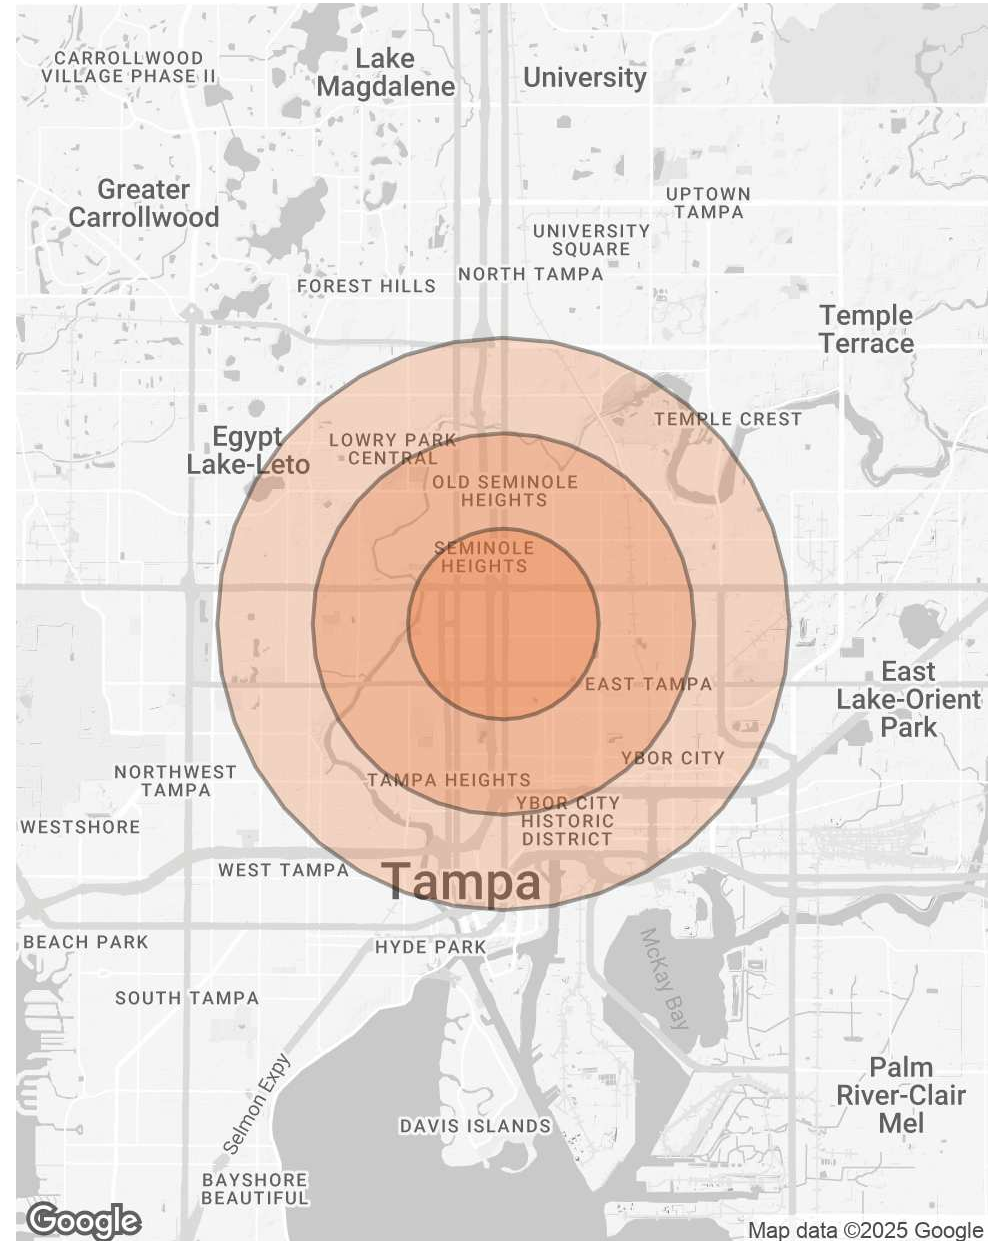 CARROLLWOOD
VILLAGE PHASE II
Lake
Magdalene
University
Greater
Carrollwood
UPTOWN
TAMPA
UNIVERSITY
SQUARE
NORTH TAMPA
FOREST HILLS
Temple
Terrace
TEMPLE CREST
Egypt
Lake-Leto
LOWRY PARK
CENTRAL
OLD SEMINOLE
HEIGHTS
SEMINOLE
HEIGHTS
EAST TAMPA
East
Lake-Orient
Park
YBOR CITY
NORTHWEST
TAMPA
TAMPA HEIGHTS
YBOR CITY
HISTORIC
DISTRICT
WESTSHORE
WEST TAMPA
Tampa
BEACH PARK
HYDE PARK
McKay Bay
SOUTH TAMPA
Selmon Expy
Palm
River-Clair
Mel
DAVIS ISLANDS
BAYSHORE
BEAUTIFUL
Google
Map data ©2025 Google